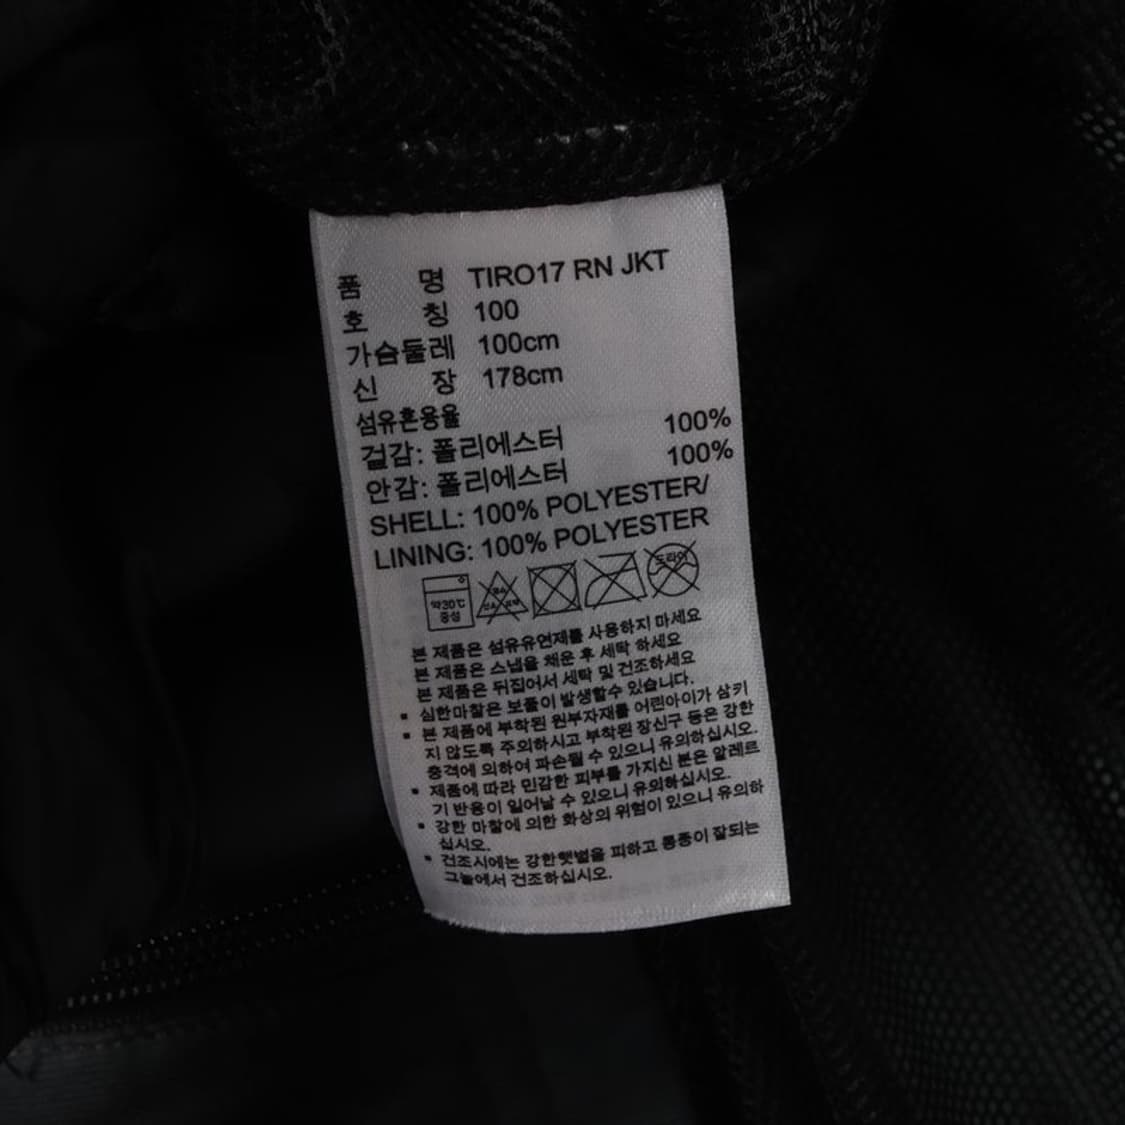 품 명 TIRO17 RN JKT
호 칭 100
가슴둘레 100cm
신 장 178cm
섬유혼용율
겉감: 폴리에스터 100%
안감: 폴리에스터 100%
SHELL: 100% POLYESTER/
LINING: 100% POLYESTER
약30℃ 드라이
중성
본 제품은 섬유유연제를 사용하지 마세요
본 제품은 스냅을 채운 후 세탁 하세요
본 제품은 뒤집어서 세탁 및 건조하세요
▪ 심한마찰은 보풀이 발생할수 있습니다.
▪ 본 제품에 부착된 원부자재를 어린아이가 삼키
지 않도록 주의하시고 부착된 장신구 등은 강한
충격에 의하여 파손될 수 있으니 유의하십시오.
▪ 제품에 따라 민감한 피부를 가지신 분은 알레르
기 반응이 일어날 수 있으니 유의하십시오.
▪ 강한 마찰에 의한 화상의 위험이 있으니 유의하
십시오.
▪ 건조시에는 강한햇볕을 피하고 통풍이 잘되는
그늘에서 건조하십시오.